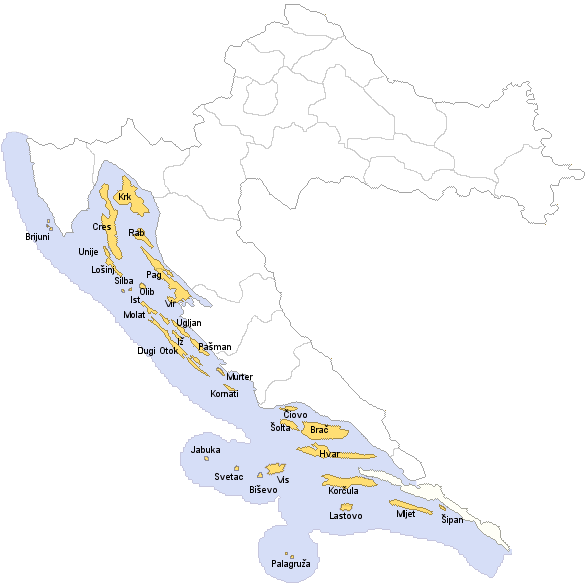 Krk
Cres
Rab
Brijuni
Unije
Lošinj
Pag
Silba
Olib
Ist
Vir
Molat
Ugljan
Iž
Pašman
Dugi Otok
Murter
Kornati
Čiovo
Šolta
Brač
Jabuka
Hvar
Svetac
Vis
Biševo
Korčula
Lastovo
Mljet
Šipan
Palagruža